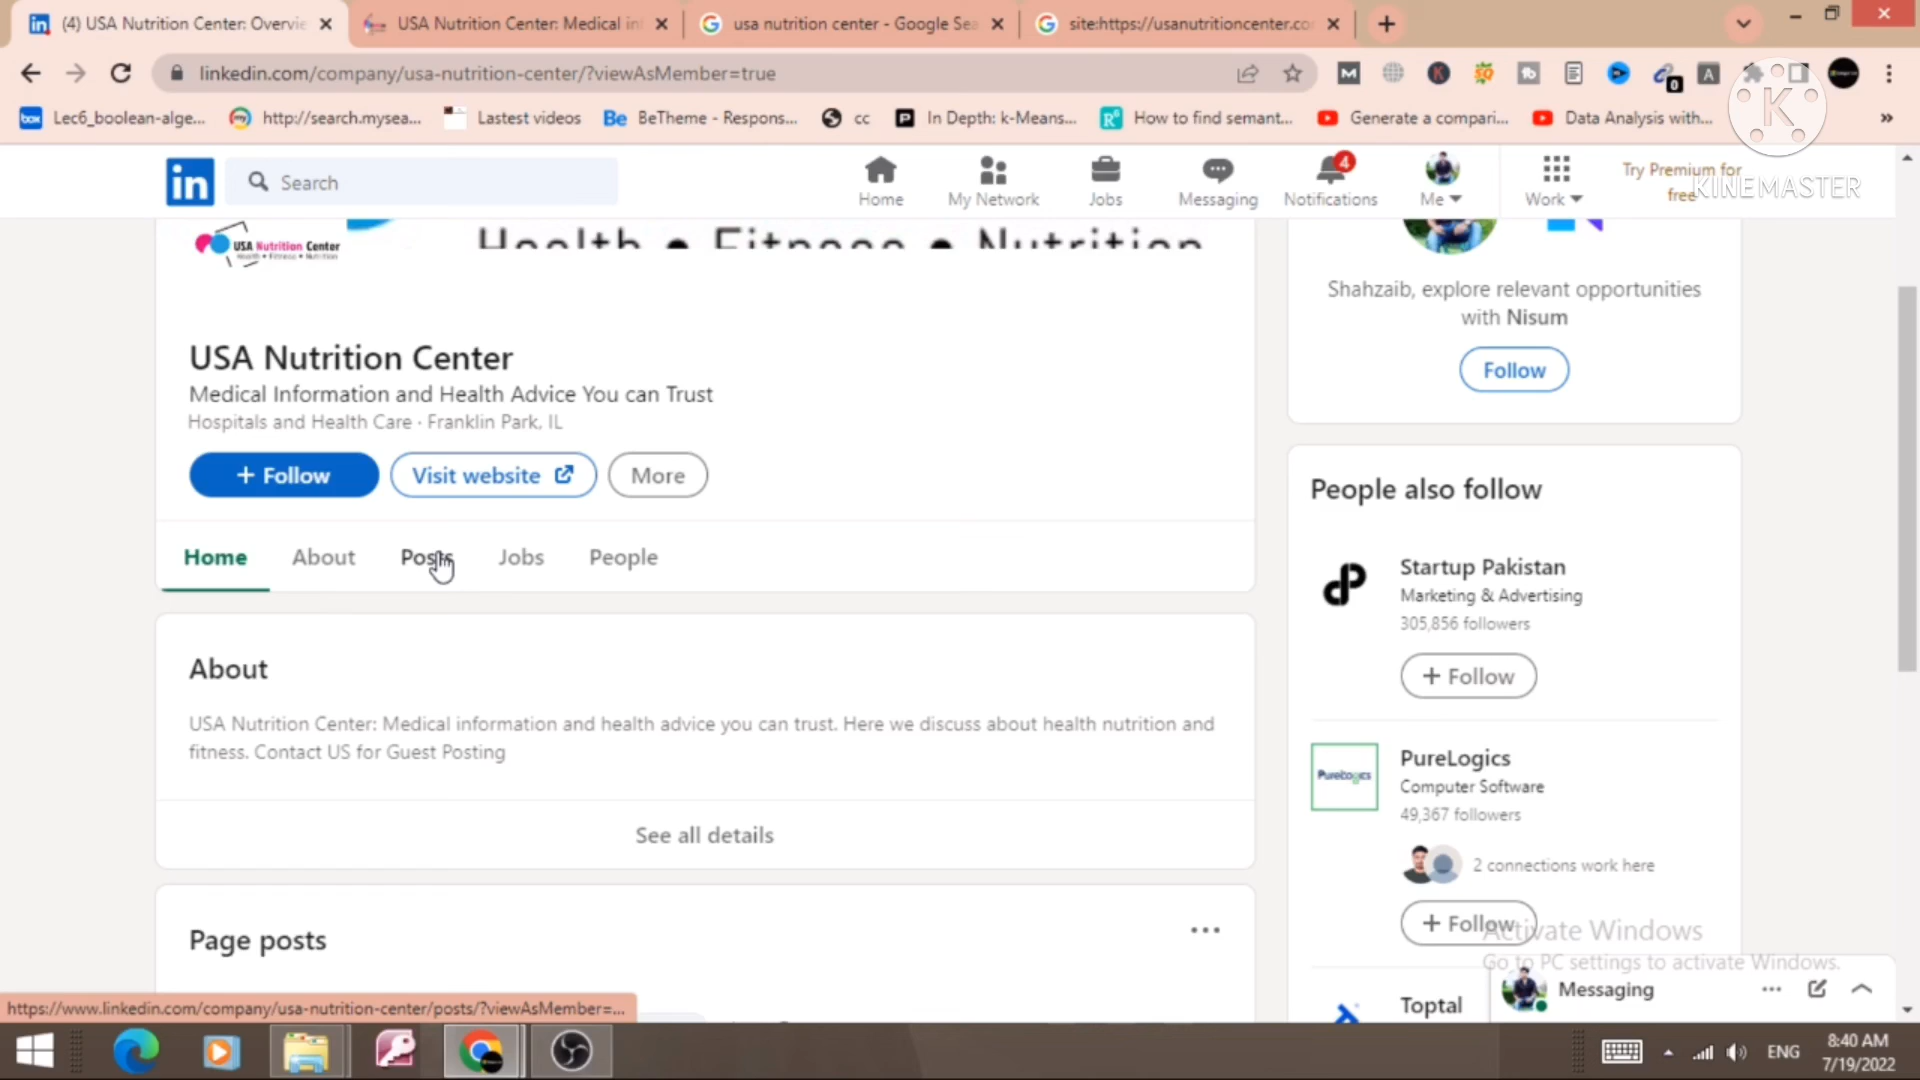 (4) USA Nutrition Center: Overvie
USA Nutrition Center: Medical in
usa nutrition center - Google Sea
site:https://usanutritioncenter.co
linkedin.com/company/usa-nutrition-center/?viewAsMember=true
Lec6_boolean-alge...
http://search.mysea...
Lastest videos
BeTheme - Respons...
cc
In Depth: k-Means...
How to find semant...
Generate a compari...
Data Analysis with...
KINEMASTER
Search
Home
My Network
Jobs
Messaging
4
Notifications
Me
Work
Try Premium for
free
USA Nutrition Center
Health • Fitness • Nutrition
Health • Fitness • Nutrition
USA Nutrition Center
Medical Information and Health Advice You can Trust
Hospitals and Health Care · Franklin Park, IL
+ Follow
Visit website
More
Home
About
Posts
Jobs
People
About
USA Nutrition Center: Medical information and health advice you can trust. Here we discuss about health nutrition and
fitness. Contact US for Guest Posting
See all details
Page posts
Shahzaib, explore relevant opportunities
with Nisum
Follow
People also follow
Startup Pakistan
Marketing & Advertising
305,856 followers
+ Follow
PureLogics
PureLogics
Computer Software
49,367 followers
2 connections work here
+ Follow
Activate Windows
Go to PC settings to activate Windows.
Toptal
Messaging
https://www.linkedin.com/company/usa-nutrition-center/posts/?viewAsMember=...
ENG
8:40 AM
7/19/2022